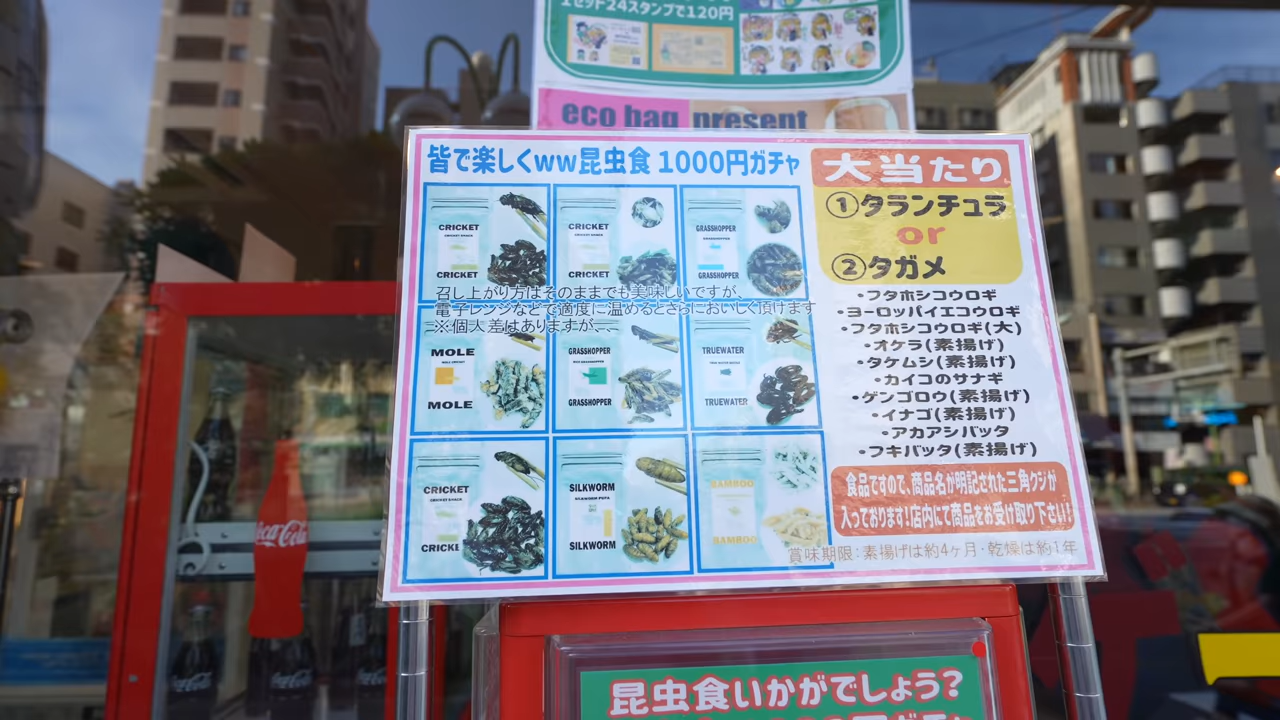 1セット24スタンプで120円
eco bag present
皆で楽しくww昆虫食 1000円ガチャ
CRICKET
CRICKET
CRICKET
CRICKET
GRASSHOPPER
GRASSHOPPER
召し上がり方はそのままでも美味しいですが、
電子レンジなどで適度に温めるとさらにおいしく頂けます
※個人差はありますが、、、
MOLE
MOLE
GRASSHOPPER
GRASSHOPPER
TRUEWATER
TRUEWATER
CRICKET
CRICKE
SILKWORM
SILKWORM
BAMBOO
BAMBOO
大当たり
①タランチュラ
or
②タガメ
・フタホシコウロギ
・ヨーロッパイエコウロギ
・フタホシコウロギ(大)
・オケラ(素揚げ)
・タケムシ(素揚げ)
・カイコのサナギ
・ゲンゴロウ(素揚げ)
・イナゴ(素揚げ)
・アカアシバッタ
・フキバッタ(素揚げ)
食品ですので、商品名が明記された三角クジが
入っております!店内にて商品をお受け取り下さい!
賞味期限:素揚げは約4ヶ月・乾燥は約1年
Coca-Cola
Coca-Cola
Coca-Cola
昆虫食いかがでしょう?